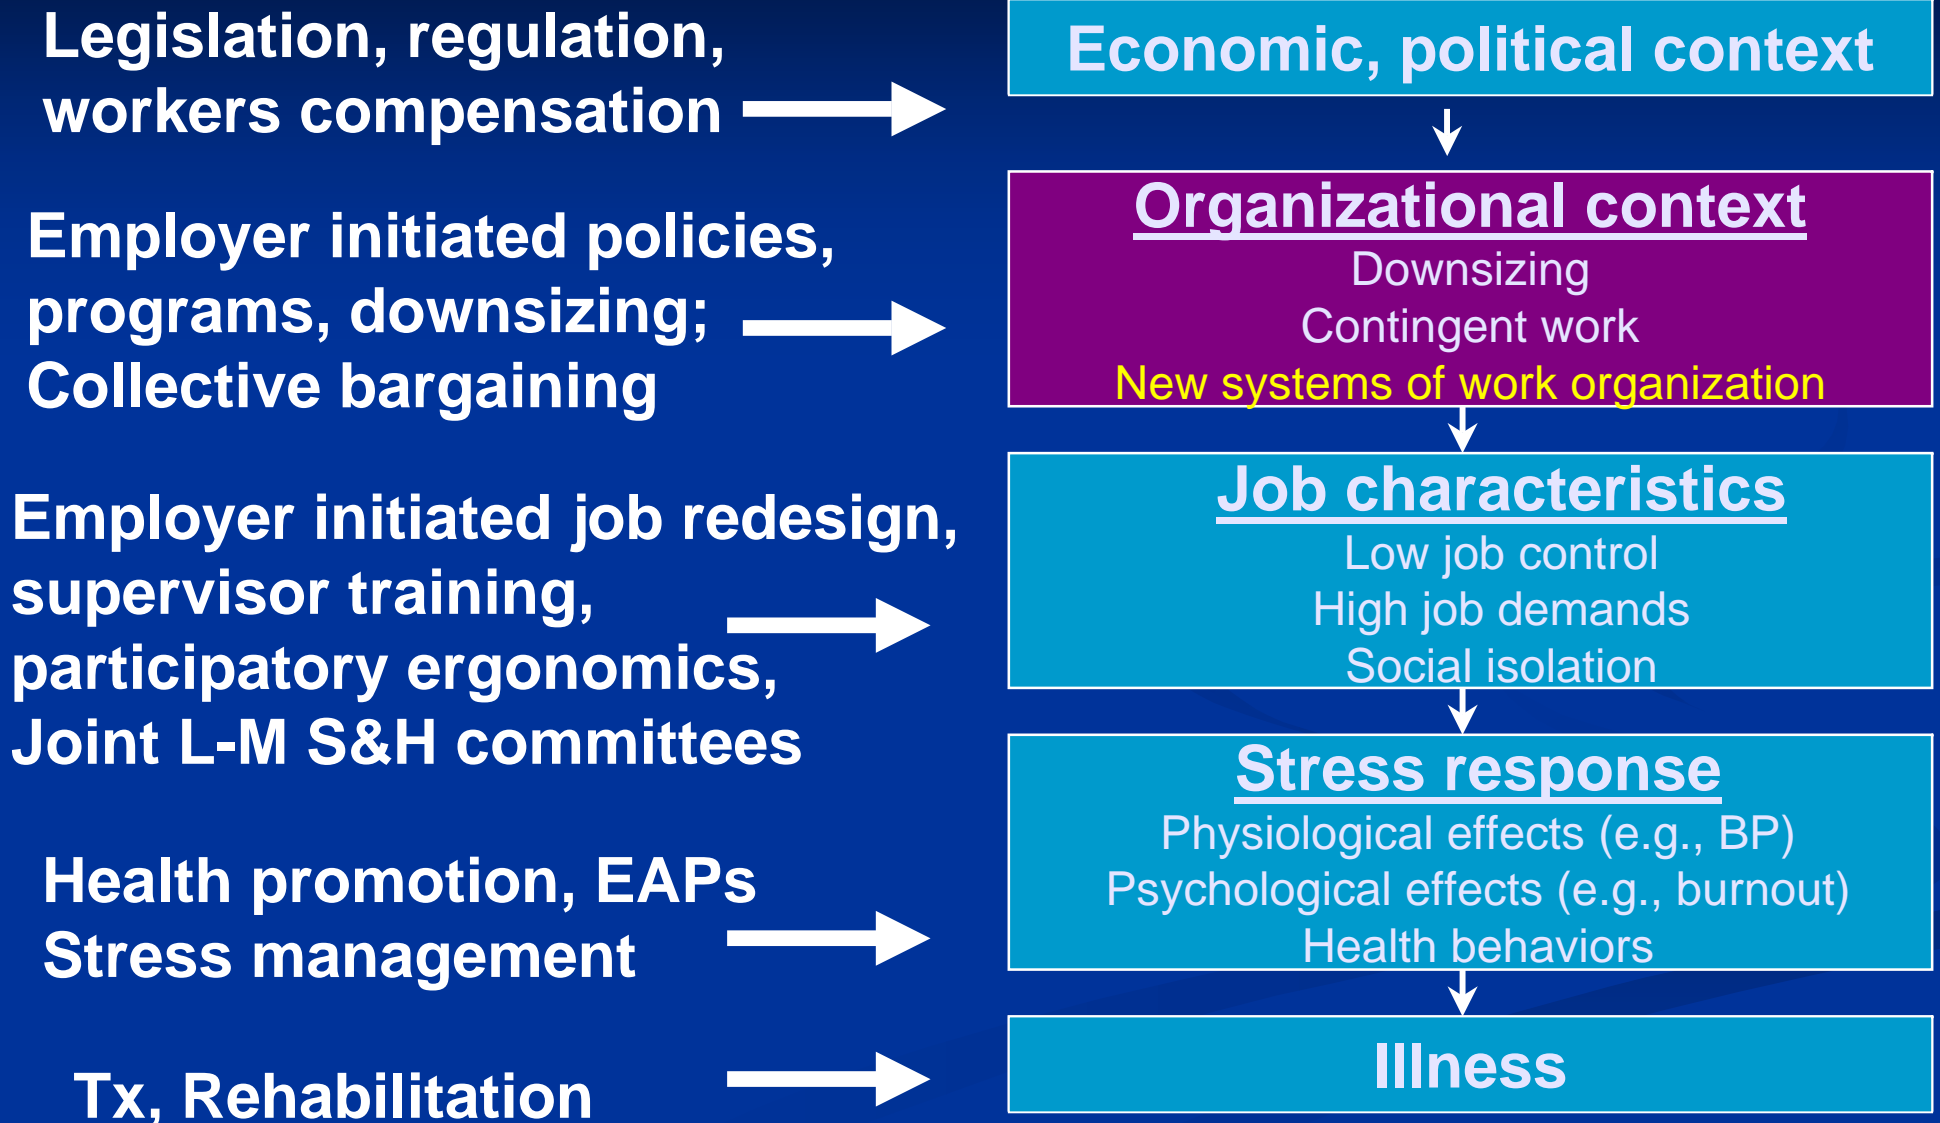 Legislation, regulation,
workers compensation
Economic, political context
Employer initiated policies,
programs, downsizing;
Collective bargaining
Organizational context
Downsizing
Contingent work
New systems of work organization
Employer initiated job redesign,
supervisor training,
participatory ergonomics,
Joint L-M S&H committees
Job characteristics
Low job control
High job demands
Social isolation
Health promotion, EAPs
Stress management
Stress response
Physiological effects (e.g., BP)
Psychological effects (e.g., burnout)
Health behaviors
Tx, Rehabilitation
Illness